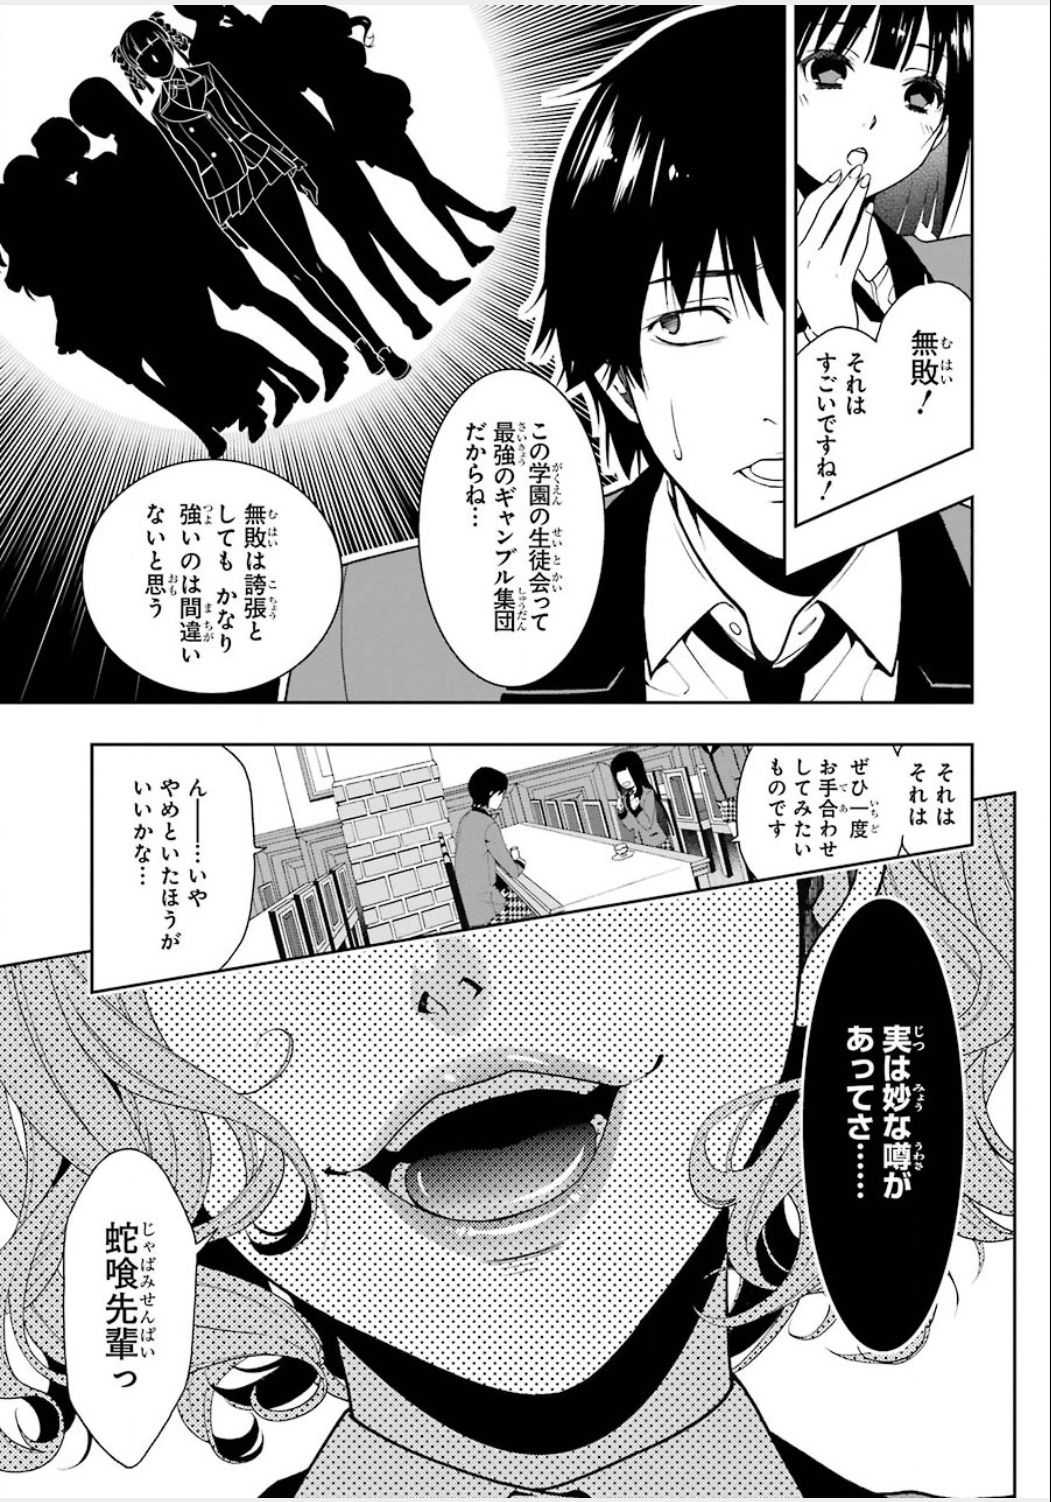 無敗！
それは
すごいですね！
この学園の生徒会って
最強のギャンブル集団
だからね…
無敗は誇張と
しても かなり
強いのは間違い
ないと思う
それは
それは
ぜひ一度
お手合わせ
してみたい
ものです
ん———…いや
やめといたほうが
いいかな…
実は妙な噂が
あってさ……
蛇喰先輩っ